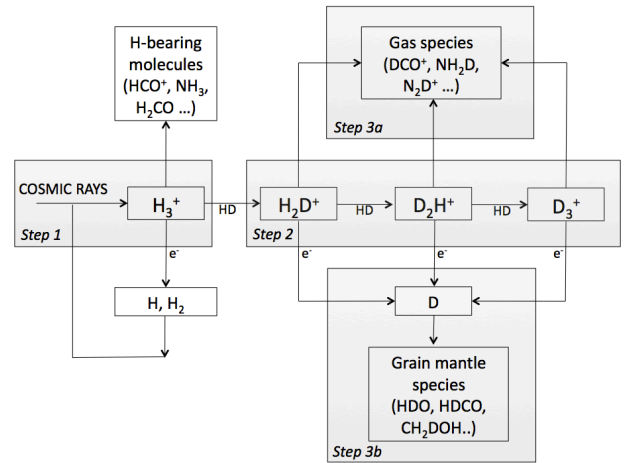 H-bearing
molecules
(HCO⁺, NH₃,
H₂CO ...)
Gas species
(DCO⁺, NH₂D,
N₂D⁺ ...)
Step 3a
COSMIC RAYS
H₃⁺
HD
H₂D⁺
HD
D₂H⁺
HD
D₃⁺
Step 1
Step 2
e⁻
e⁻
e⁻
e⁻
H, H₂
D
Grain mantle
species
(HDO, HDCO,
CH₂DOH..)
Step 3b